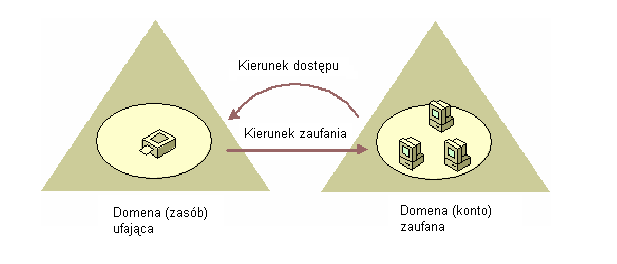 Kierunek dostępu
Kierunek zaufania
Domena (zasób)
ufająca
Domena (konto)
zaufana